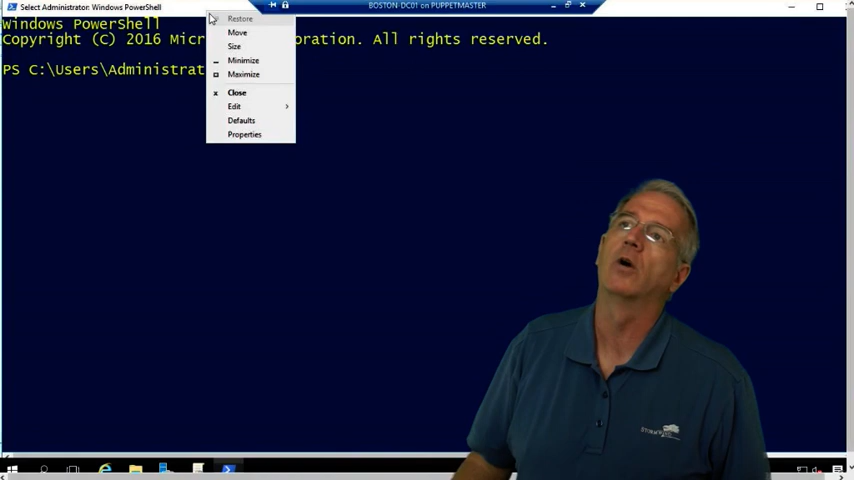 Select Administrator: Windows PowerShell
BOSTON-DC01 on PUPPETMASTER
Windows PowerShell
Copyright (C) 2016 Micr
oration. All rights reserved.
PS C:\Users\Administrat
Restore
Move
Size
Minimize
Maximize
Close
Edit
Defaults
Properties